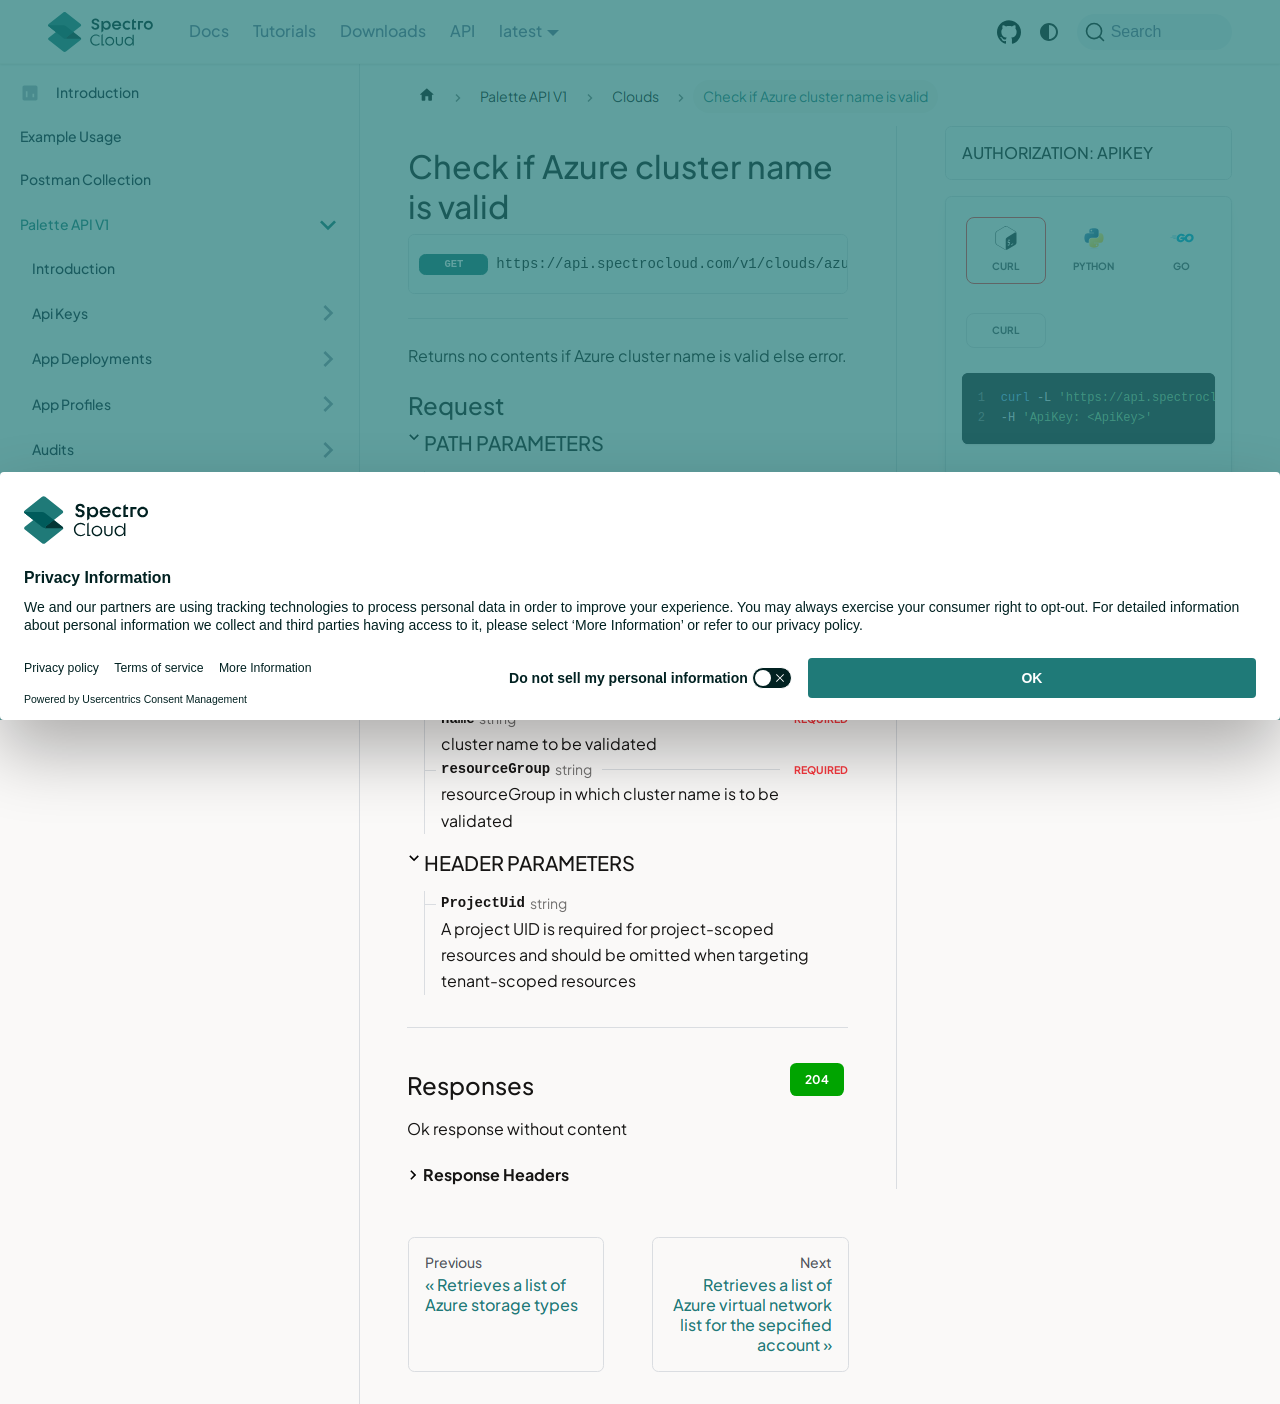 Spectro Cloud
Docs Tutorials Downloads API latest
Search
Introduction
Example Usage
Postman Collection
Palette API V1
Introduction
Api Keys
App Deployments
App Profiles
Audits
Palette API V1 > Clouds > Check if Azure cluster name is valid
Check if Azure cluster name
is valid
GET https://api.spectrocloud.com/v1/clouds/azu
Returns no contents if Azure cluster name is valid else error.
Request
PATH PARAMETERS
AUTHORIZATION: APIKEY
CURL PYTHON GO
CURL
1 curl -L 'https://api.spectrocl
2 -H 'ApiKey: <ApiKey>'
Spectro
Cloud
Privacy Information
We and our partners are using tracking technologies to process personal data in order to improve your experience. You may always exercise your consumer right to opt-out. For detailed information
about personal information we collect and third parties having access to it, please select ‘More Information’ or refer to our privacy policy.
Privacy policy Terms of service More Information
Powered by Usercentrics Consent Management
Do not sell my personal information
OK
name string REQUIRED
cluster name to be validated
resourceGroup string REQUIRED
resourceGroup in which cluster name is to be
validated
HEADER PARAMETERS
ProjectUid string
A project UID is required for project-scoped
resources and should be omitted when targeting
tenant-scoped resources
Responses
204
Ok response without content
Response Headers
Previous
« Retrieves a list of
Azure storage types
Next
Retrieves a list of
Azure virtual network
list for the sepcified
account »